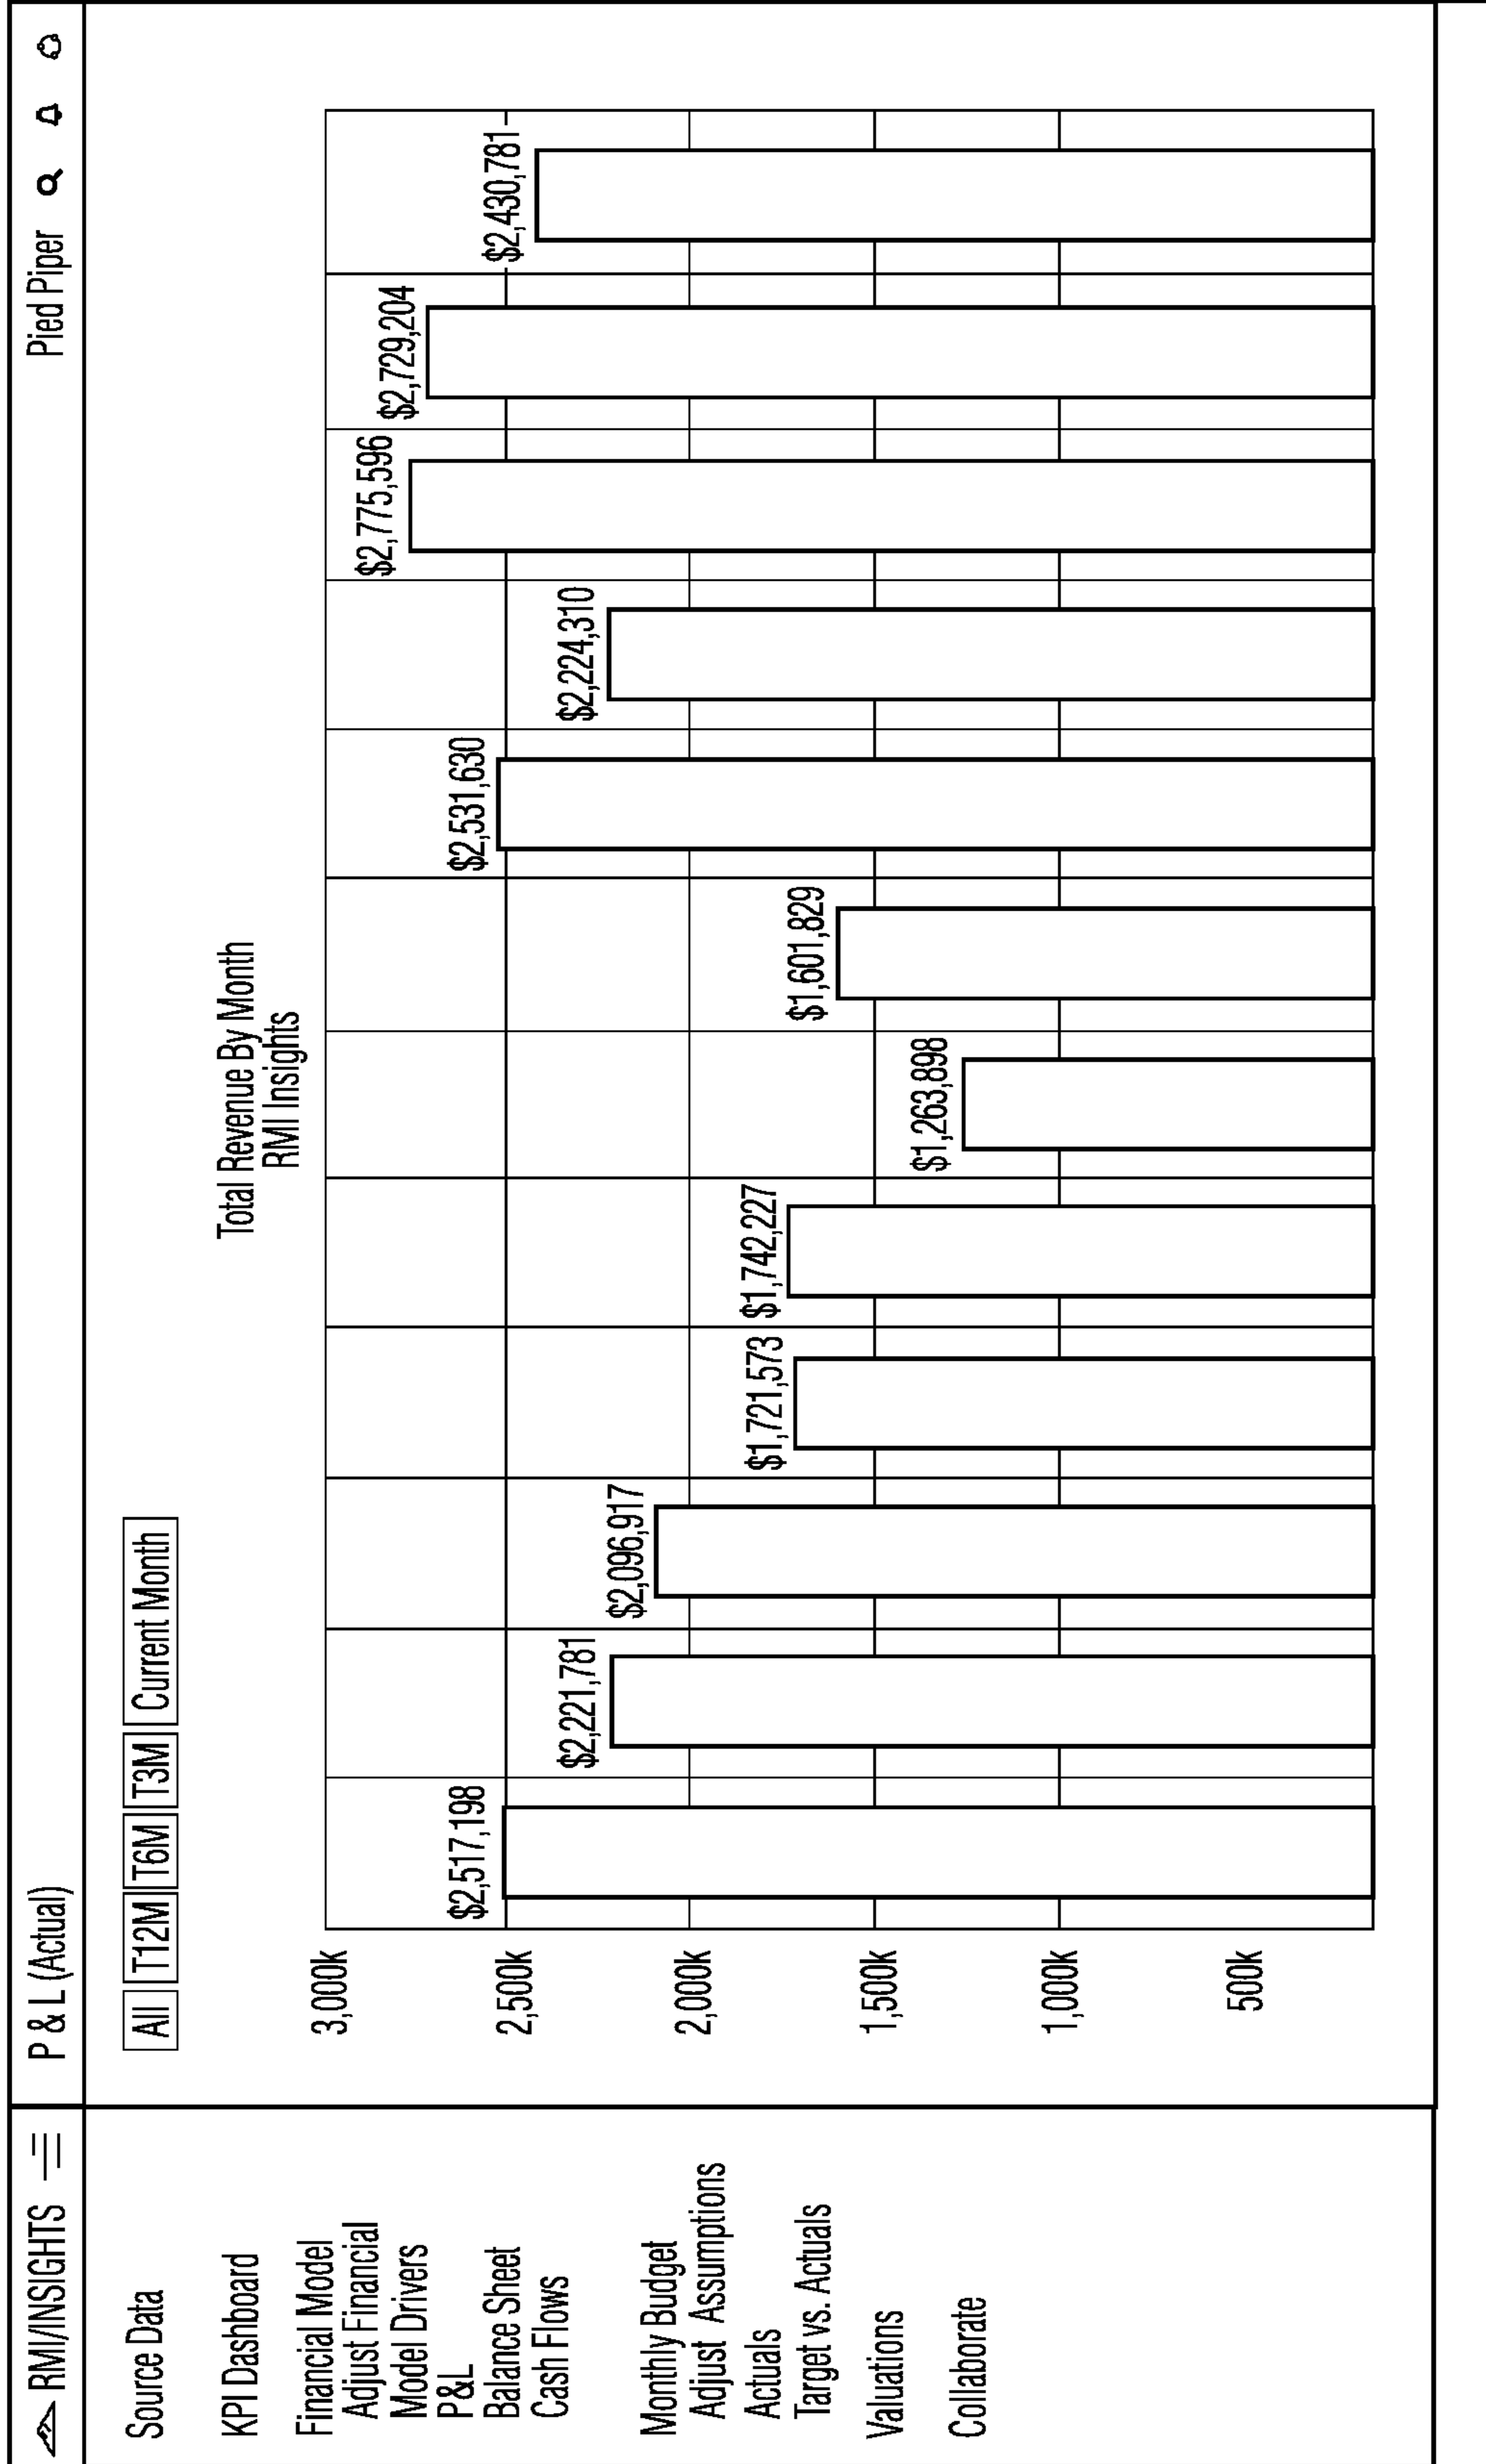 RMI/INSIGHTS
P & L (Actual)
Pied Piper
Source Data
KPI Dashboard
Financial Model
Adjust Financial
Model Drivers
P&L
Balance Sheet
Cash Flows
Monthly Budget
Adjust Assumptions
Actuals
Target vs. Actuals
Valuations
Collaborate
All T12M T6M T3M Current Month
Total Revenue By Month
RMI Insights
3,000k
2,500k
2,000k
1,500k
1,000k
500k
$2,517,198
$2,221,781
$2,096,917
$1,721,573
$1,742,227
$1,263,898
$1,601,829
$2,531,630
$2,224,310
$2,775,596
$2,729,204
$2,430,781